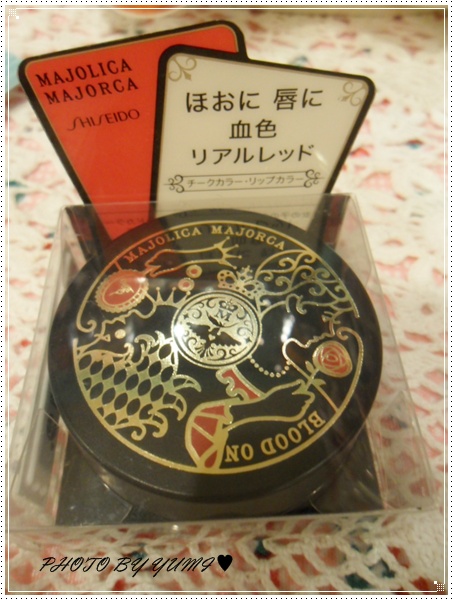 MAJOLICA
MAJORCA
SHISEIDO
ほおに 唇に
血色
リアルレッド
チークカラー・リップカラー
MAJOLICA MAJORCA
M
BLOOD ON
PHOTO BY YUMI♥